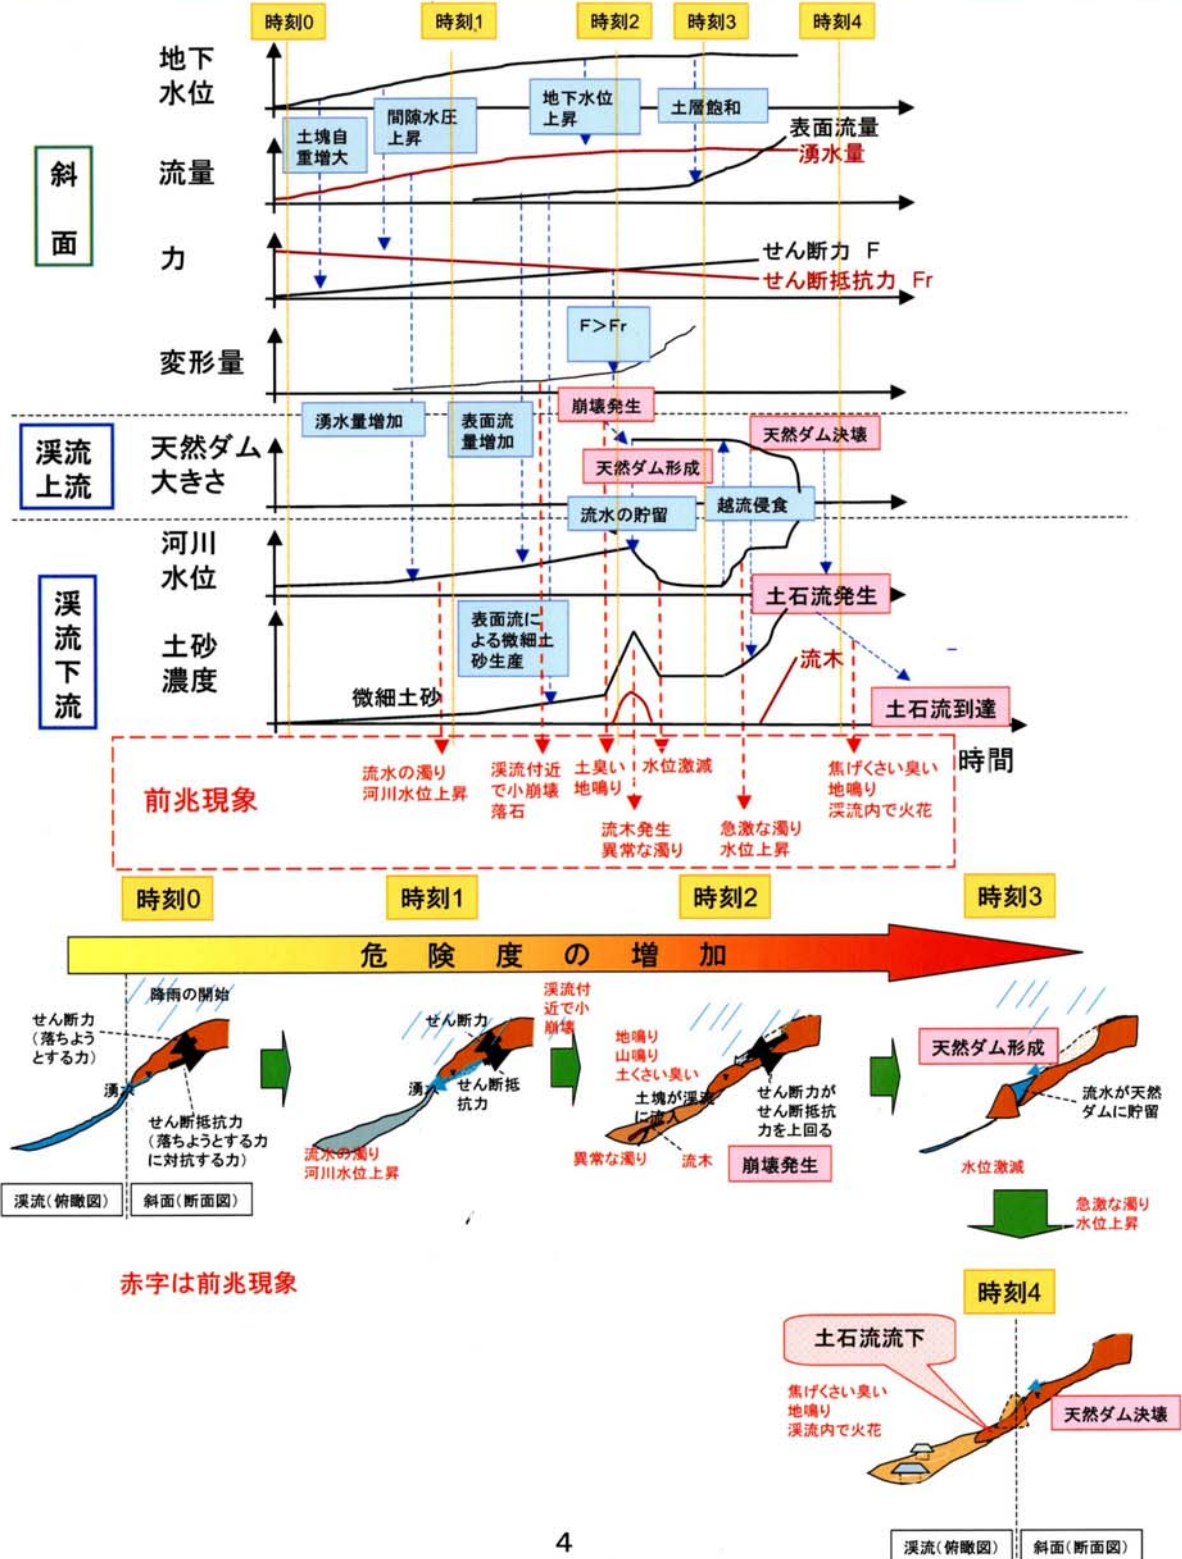 時刻0
時刻1
時刻2
時刻3
時刻4
地下
水位
土塊自
重増大
間隙水圧
上昇
地下水位
上昇
土層飽和
表面流量
湧水量
斜
面
流量
力
せん断力 F
せん断抵抗力 Fr
F>Fr
変形量
崩壊発生
湧水量増加
表面流
量増加
渓流
上流
天然ダム
大きさ
天然ダム形成
天然ダム決壊
流水の貯留
越流侵食
河川
水位
土石流発生
渓
流
下
流
土砂
濃度
表面流に
よる微細土
砂生産
微細土砂
流木
土石流到達
時間
前兆現象
流水の濁り
河川水位上昇
渓流付近
で小崩壊
落石
土臭い
地鳴り
水位激減
流木発生
異常な濁り
急激な濁り
水位上昇
焦げくさい臭い
地鳴り
渓流内で火花
時刻0
時刻1
時刻2
時刻3
危険度の増加
降雨の開始
せん断力
(落ちよう
とする力)
湧水
せん断抵抗力
(落ちようとする力
に対抗する力)
渓流(俯瞰図)
斜面(断面図)
せん断力
湧水
せん断抵
抗力
流水の濁り
河川水位上昇
渓流付
近で小
崩壊
地鳴り
山鳴り
土くさい臭い
土塊が渓流
に流入
せん断力が
せん断抵抗
力を上回る
異常な濁り
流木
崩壊発生
天然ダム形成
流水が天然
ダムに貯留
水位激減
急激な濁り
水位上昇
赤字は前兆現象
時刻4
土石流流下
焦げくさい臭い
地鳴り
渓流内で火花
天然ダム決壊
渓流(俯瞰図)
斜面(断面図)
4